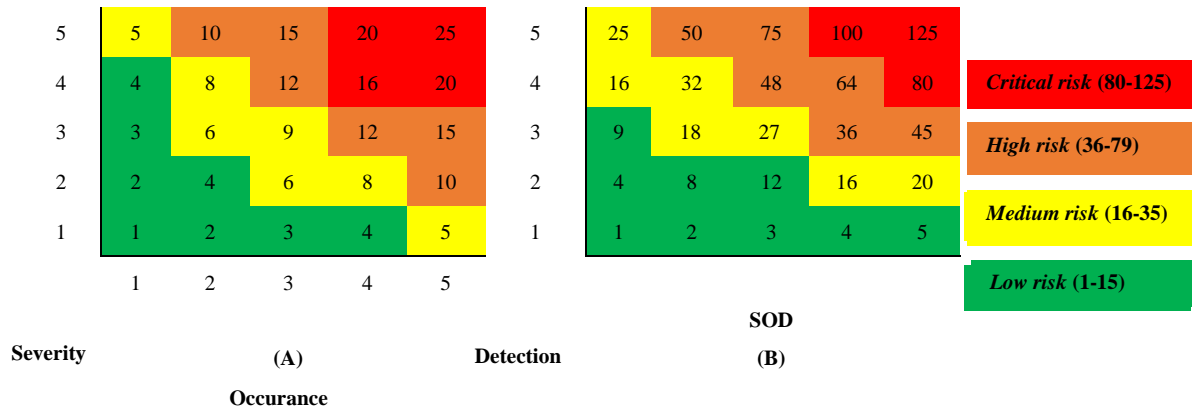 5 5 10 15 20 25 5 25 50 75 100 125
4 4 8 12 16 20 4 16 32 48 64 80
Critical risk (80-125)
3 3 6 9 12 15 3 9 18 27 36 45
High risk (36-79)
2 2 4 6 8 10 2 4 8 12 16 20
Medium risk (16-35)
1 1 2 3 4 5 1 1 2 3 4 5
Low risk (1-15)
1 2 3 4 5
SOD
Severity (A) Detection (B)
Occurance